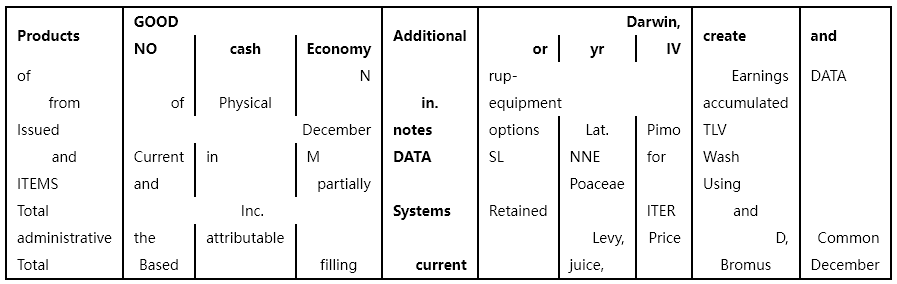 GOOD Darwin,
Products NO cash Economy Additional or yr IV create and
of N rup- Earnings DATA
from of Physical in. equipment accumulated
Issued December notes options Lat. Pimo TLV
and Current in M DATA SL NNE for Wash
ITEMS and partially Poaceae Using
Total Inc. Systems Retained ITER and
administrative the attributable Levy, Price D, Common
Total Based filling current juice, Bromus December